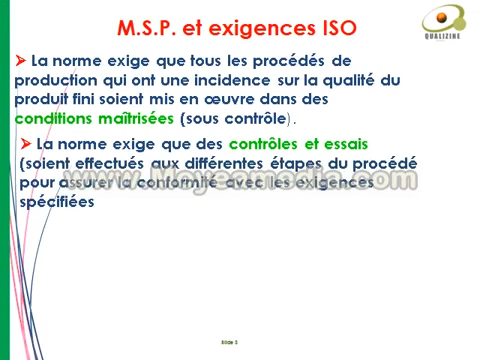 M.S.P. et exigences ISO
QUALIZINE
➢ La norme exige que tous les procédés de
production qui ont une incidence sur la qualité du
produit fini soient mis en œuvre dans des
conditions maîtrisées (sous contrôle).
➢ La norme exige que des contrôles et essais
(soient effectués aux différentes étapes du procédé
pour assurer la conformité avec les exigences
www.Moyeamedia.com
spécifiées
Slide 3